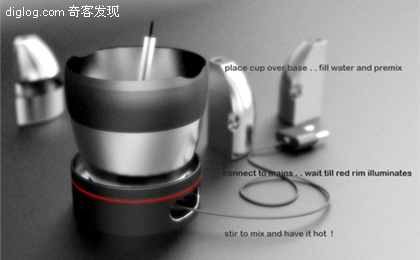 diglog.com 奇客发现
place cup over base . . fill water and premix
connect to mains . . wait till red rim illuminates
stir to mix and have it hot !